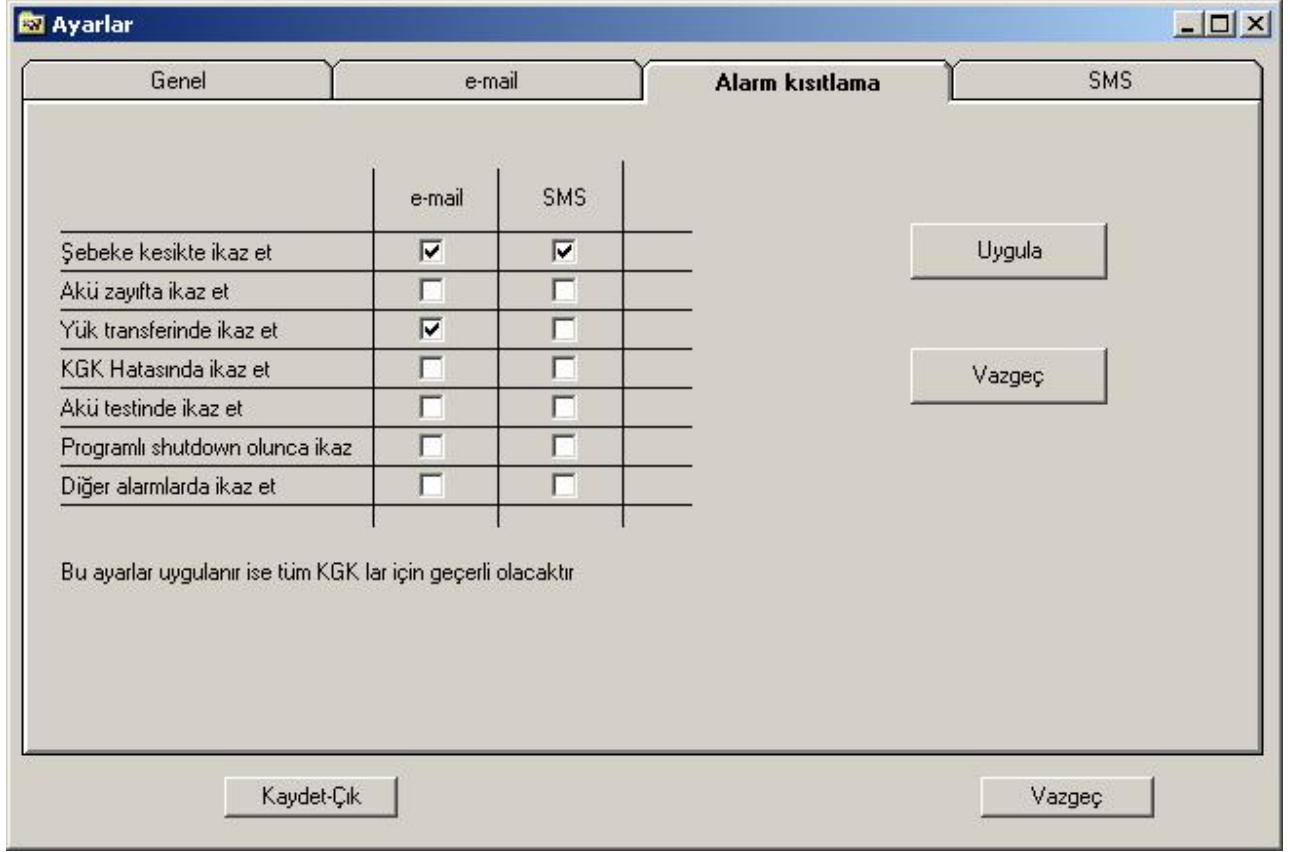 Ayarlar
Genel e-mail Alarm kısıtlama SMS
e-mail SMS
Şebeke kesikte ikaz et
Uygula
Akü zayıfta ikaz et
Yük transferinde ikaz et
KGK Hatasında ikaz et
Vazgeç
Akü testinde ikaz et
Programlı shutdown olunca ikaz
Diğer alarmlarda ikaz et
Bu ayarlar uygulanır ise tüm KGK lar için geçerli olacaktır
Kaydet-Çık Vazgeç